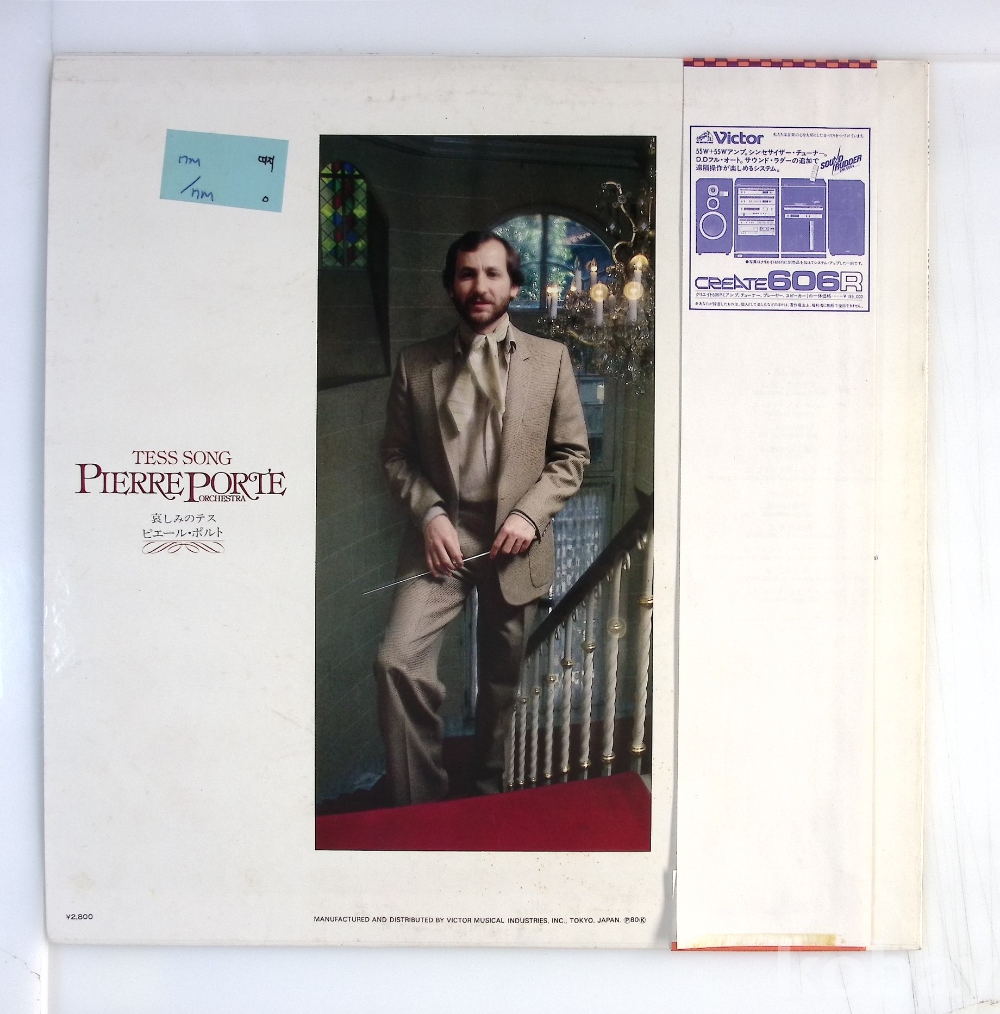 nm
/nm
Victor
55W+55Wアンプ。シンセサイザー・チューナー。
D.Dフル・オート。サウンド・ラダーの追加で
遠隔操作が楽しめるシステム。
SOUND RUDDER
CREATE606R
TESS SONG
PIERRE PORTE
ORCHESTRA
哀しみのテス
ピエール・ポルト
¥2,800
MANUFACTURED AND DISTRIBUTED BY VICTOR MUSICAL INDUSTRIES, INC., TOKYO, JAPAN. Ⓟ80Ⓚ